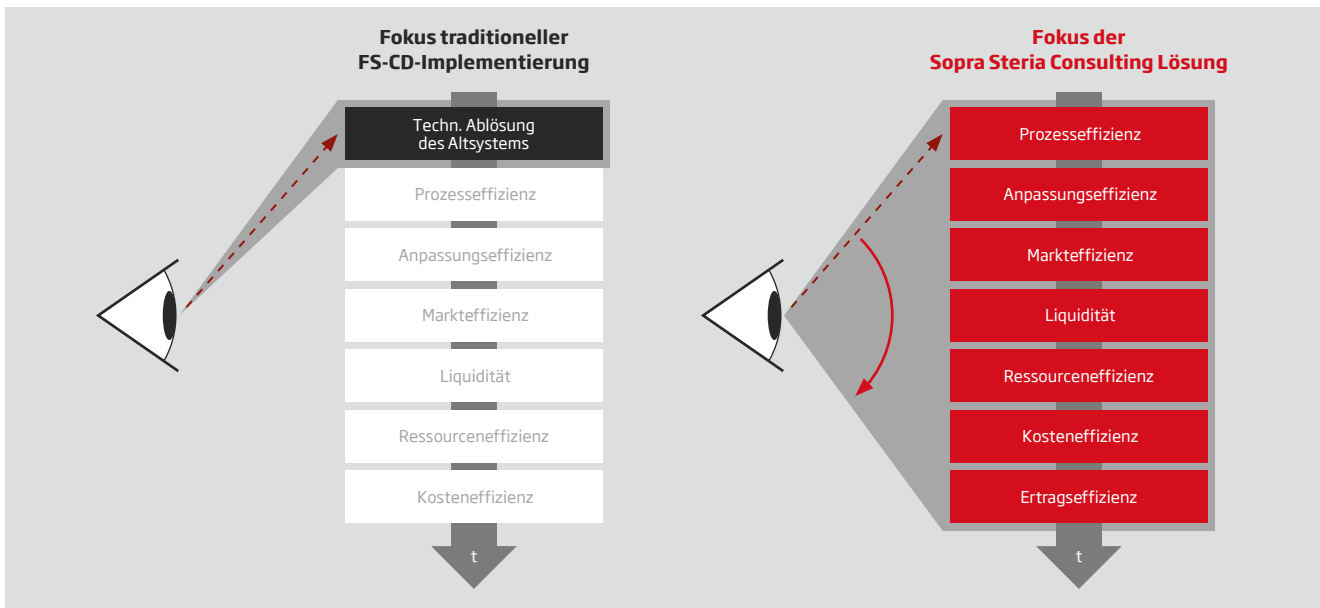 Fokus traditioneller
FS-CD-Implementierung
Techn. Ablösung
des Altsystems
Prozesseffizienz
Anpassungseffizienz
Markteffizienz
Liquidität
Ressourceneffizienz
Kosteneffizienz
t
Fokus der
Sopra Steria Consulting Lösung
Prozesseffizienz
Anpassungseffizienz
Markteffizienz
Liquidität
Ressourceneffizienz
Kosteneffizienz
Ertragseffizienz
t